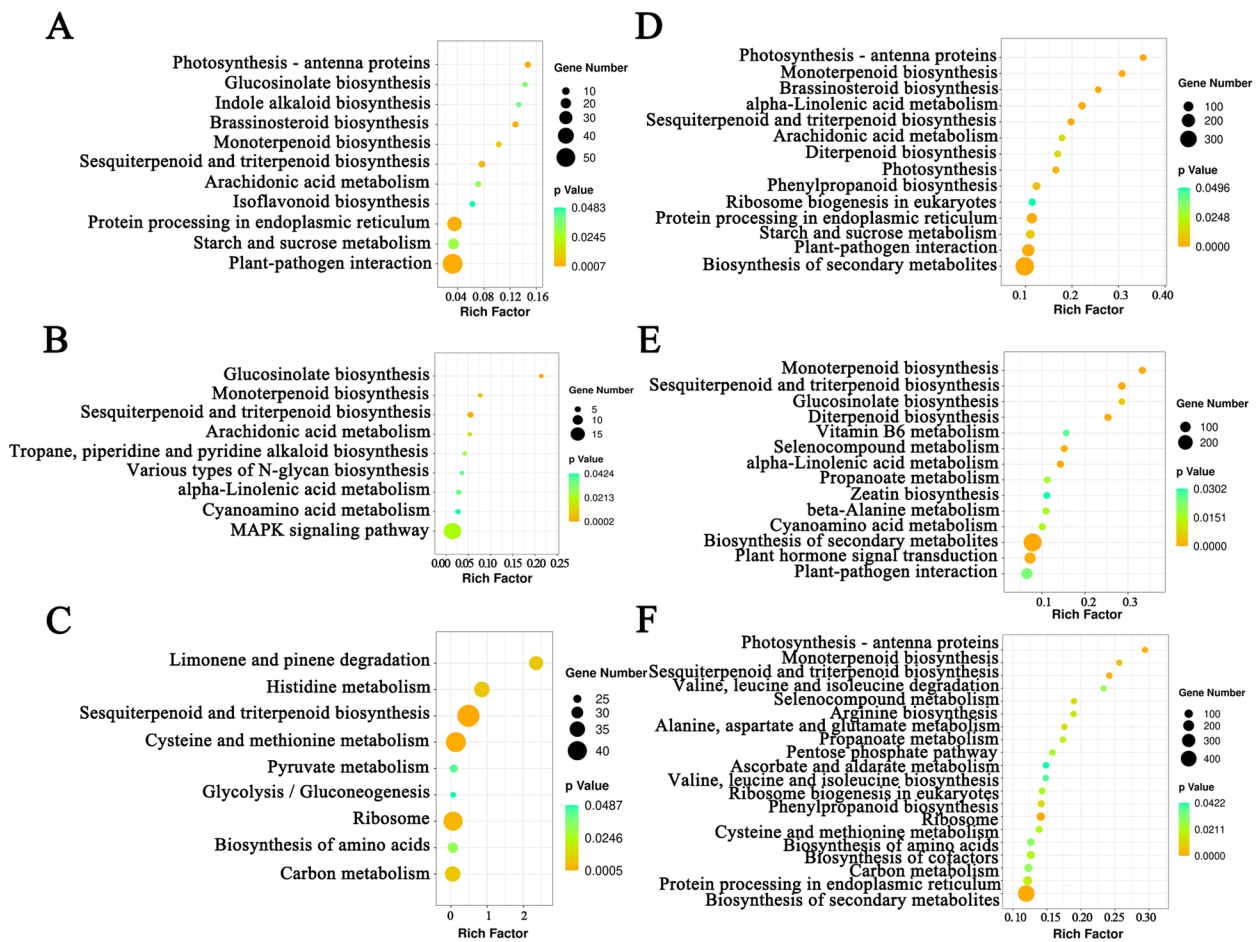 A
Photosynthesis - antenna proteins
Glucosinolate biosynthesis
Indole alkaloid biosynthesis
Brassinosteroid biosynthesis
Monoterpenoid biosynthesis
Sesquiterpenoid and triterpenoid biosynthesis
Arachidonic acid metabolism
Isoflavonoid biosynthesis
Protein processing in endoplasmic reticulum
Starch and sucrose metabolism
Plant-pathogen interaction
0.04 0.08 0.12 0.16
Rich Factor
Gene Number
10
20
30
40
50
p Value
0.0483
0.0245
0.0007
B
Glucosinolate biosynthesis
Monoterpenoid biosynthesis
Sesquiterpenoid and triterpenoid biosynthesis
Arachidonic acid metabolism
Tropane, piperidine and pyridine alkaloid biosynthesis
Various types of N-glycan biosynthesis
alpha-Linolenic acid metabolism
Cyanoamino acid metabolism
MAPK signaling pathway
0.00 0.05 0.10 0.15 0.20 0.25
Rich Factor
Gene Number
5
10
15
p Value
0.0424
0.0213
0.0002
C
Limonene and pinene degradation
Histidine metabolism
Sesquiterpenoid and triterpenoid biosynthesis
Cysteine and methionine metabolism
Pyruvate metabolism
Glycolysis / Gluconeogenesis
Ribosome
Biosynthesis of amino acids
Carbon metabolism
0 1 2
Rich Factor
Gene Number
25
30
35
40
p Value
0.0487
0.0246
0.0005
D
Photosynthesis - antenna proteins
Monoterpenoid biosynthesis
Brassinosteroid biosynthesis
alpha-Linolenic acid metabolism
Sesquiterpenoid and triterpenoid biosynthesis
Arachidonic acid metabolism
Diterpenoid biosynthesis
Photosynthesis
Phenylpropanoid biosynthesis
Ribosome biogenesis in eukaryotes
Protein processing in endoplasmic reticulum
Starch and sucrose metabolism
Plant-pathogen interaction
Biosynthesis of secondary metabolites
0.1 0.2 0.3 0.40
Rich Factor
Gene Number
100
200
300
p Value
0.0496
0.0248
0.0000
E
Monoterpenoid biosynthesis
Sesquiterpenoid and triterpenoid biosynthesis
Glucosinolate biosynthesis
Diterpenoid biosynthesis
Vitamin B6 metabolism
Selenocompound metabolism
alpha-Linolenic acid metabolism
Propanoate metabolism
Zeatin biosynthesis
beta-Alanine metabolism
Cyanoamino acid metabolism
Biosynthesis of secondary metabolites
Plant hormone signal transduction
Plant-pathogen interaction
0.1 0.2 0.3
Rich Factor
Gene Number
100
200
p Value
0.0302
0.0151
0.0000
F
Photosynthesis - antenna proteins
Monoterpenoid biosynthesis
Sesquiterpenoid and triterpenoid biosynthesis
Valine, leucine and isoleucine degradation
Selenocompound metabolism
Arginine biosynthesis
Alanine, aspartate and glutamate metabolism
Propanoate metabolism
Pentose phosphate pathway
Ascorbate and aldarate metabolism
Valine, leucine and isoleucine biosynthesis
Ribosome biogenesis in eukaryotes
Phenylpropanoid biosynthesis
Ribosome
Cysteine and methionine metabolism
Biosynthesis of amino acids
Biosynthesis of cofactors
Carbon metabolism
Protein processing in endoplasmic reticulum
Biosynthesis of secondary metabolites
0.10 0.15 0.20 0.25 0.30
Rich Factor
Gene Number
100
200
300
400
p Value
0.0422
0.0211
0.0000